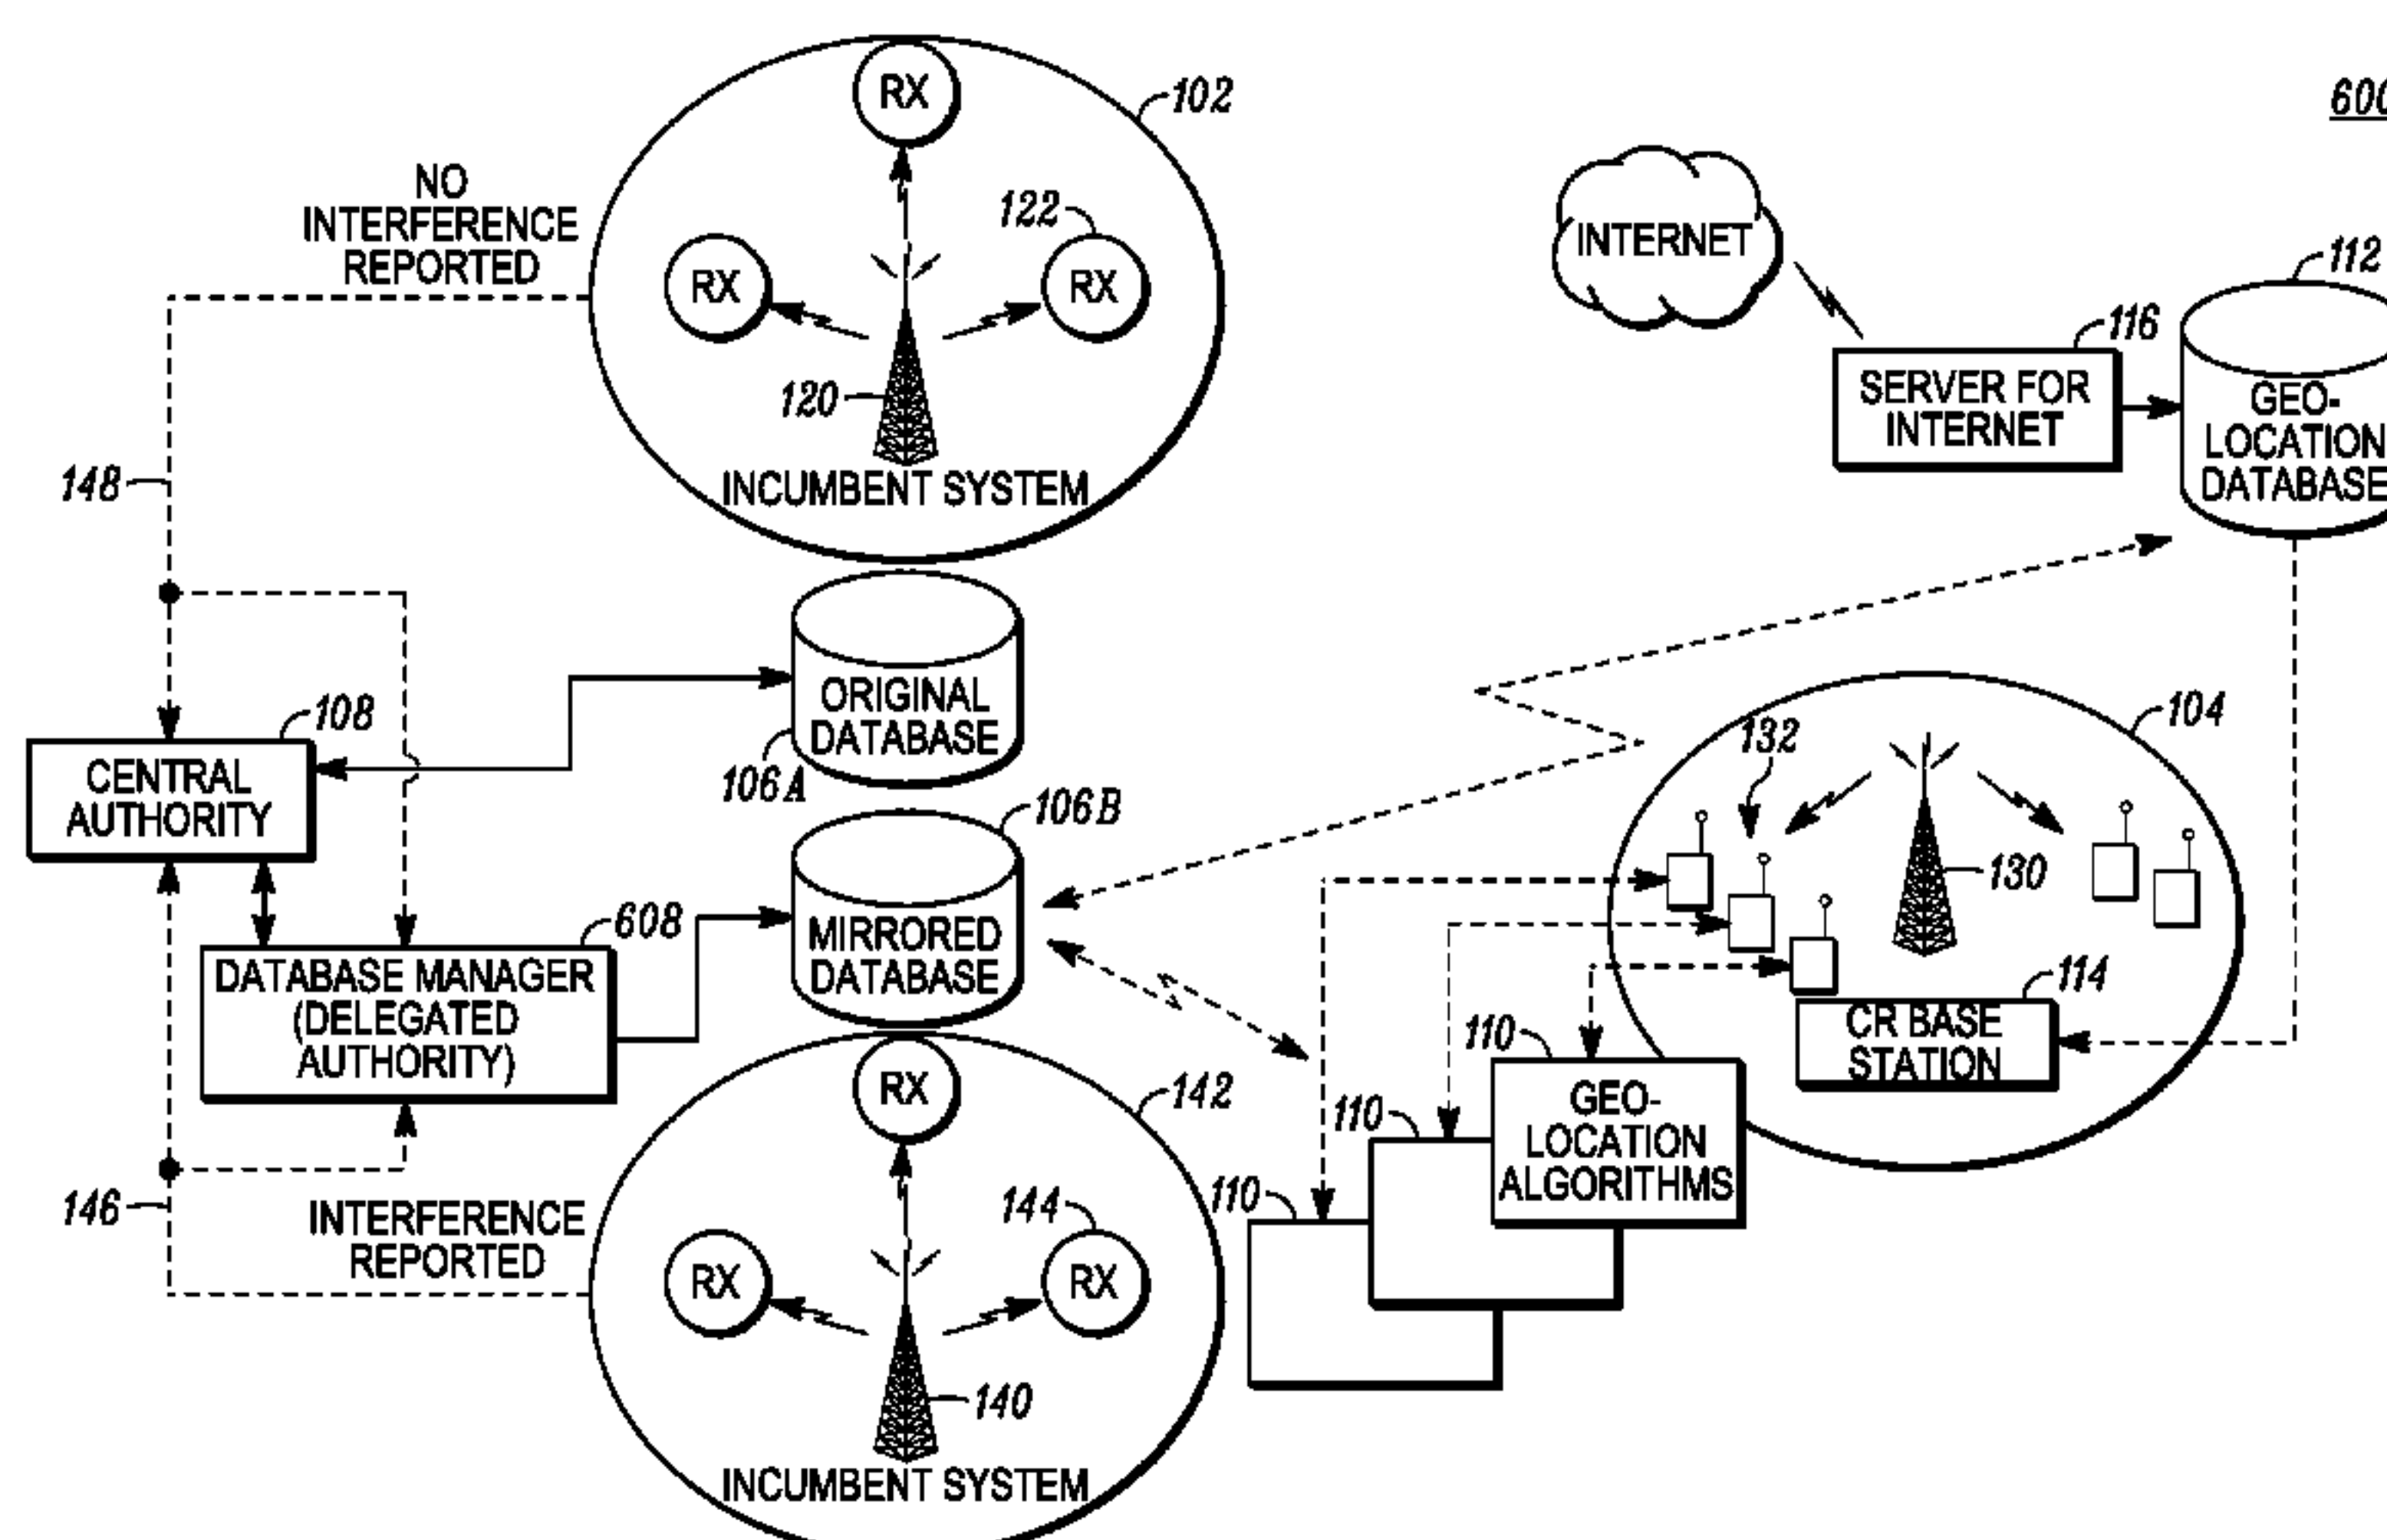 600
RX
102
NO
INTERFERENCE
REPORTED
122
RX
RX
INTERNET
112
116
120
SERVER FOR
INTERNET
GEO-
LOCATION
DATABASE
148
INCUMBENT SYSTEM
108
ORIGINAL
DATABASE
106A
104
132
CENTRAL
AUTHORITY
106B
130
608
MIRRORED
DATABASE
DATABASE MANAGER
(DELEGATED
AUTHORITY)
114
CR BASE
STATION
110
GEO-
LOCATION
ALGORITHMS
110
110
RX
142
146
INTERFERENCE
REPORTED
144
RX
RX
140
INCUMBENT SYSTEM